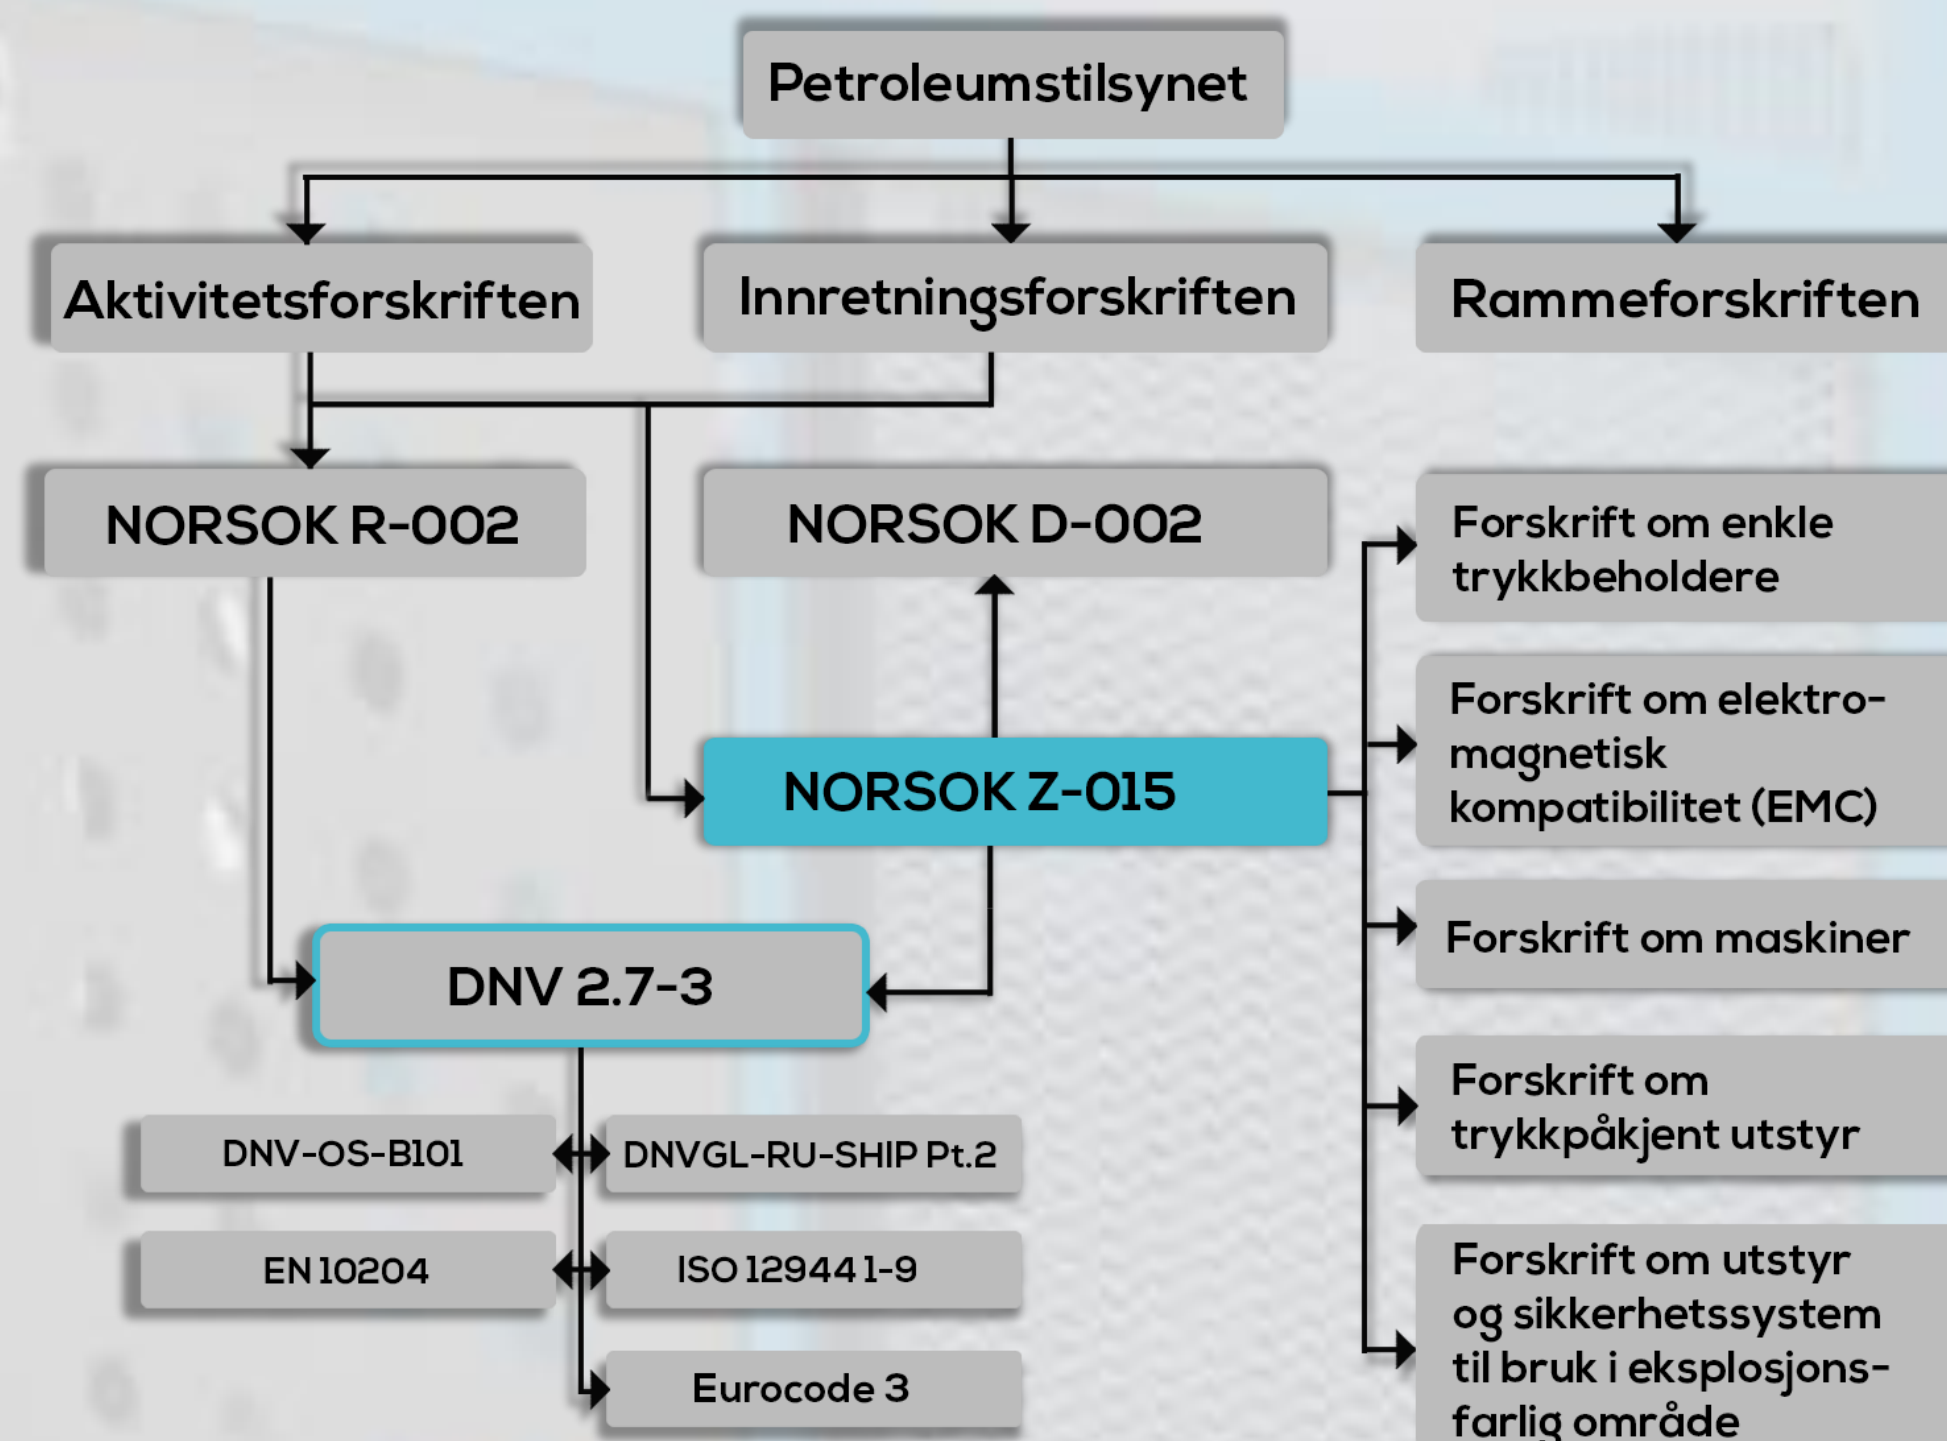 Petroleumstilsynet
Aktivitetsforskriften
Innretningsforskriften
Rammeforskriften
NORSOK R-002
NORSOK D-002
Forskrift om enkle
trykkbeholdere
Forskrift om elektro-
magnetisk
kompatibilitet (EMC)
NORSOK Z-015
Forskrift om maskiner
DNV 2.7-3
Forskrift om
trykkpåkjent utstyr
DNV-OS-B101
DNVGL-RU-SHIP Pt.2
EN 10204
ISO 12944 1-9
Forskrift om utstyr
og sikkerhetssystem
til bruk i eksplosjons-
farlig område
Eurocode 3